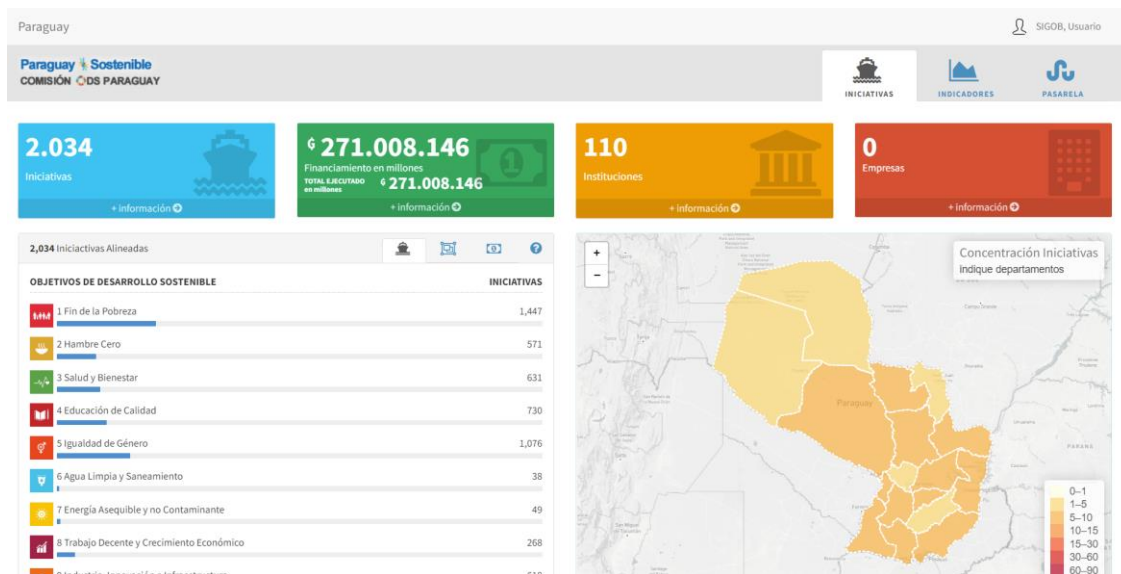 Paraguay
SIGOB, Usuario
Paraguay Sostenible
COMISIÓN ODS PARAGUAY
INICIATIVAS
INDICADORES
PASARELA
2.034
Iniciativas
+ información
₲ 271.008.146
Financiamiento en millones
TOTAL EJECUTADO en millones ₲ 271.008.146
+ información
110
Instituciones
+ información
0
Empresas
+ información
2,034 Iniciactivas Alineadas
OBJETIVOS DE DESARROLLO SOSTENIBLE INICIATIVAS
1 Fin de la Pobreza 1,447
2 Hambre Cero 571
3 Salud y Bienestar 631
4 Educación de Calidad 730
5 Igualdad de Género 1,076
6 Agua Limpia y Saneamiento 38
7 Energía Asequible y no Contaminante 49
8 Trabajo Decente y Crecimiento Económico 268
+
−
Concentración Iniciativas
indique departamentos
Campo Grande
Paraguay
PARANÁ
0–1
1–5
5–10
10–15
15–30
30–60
60–90